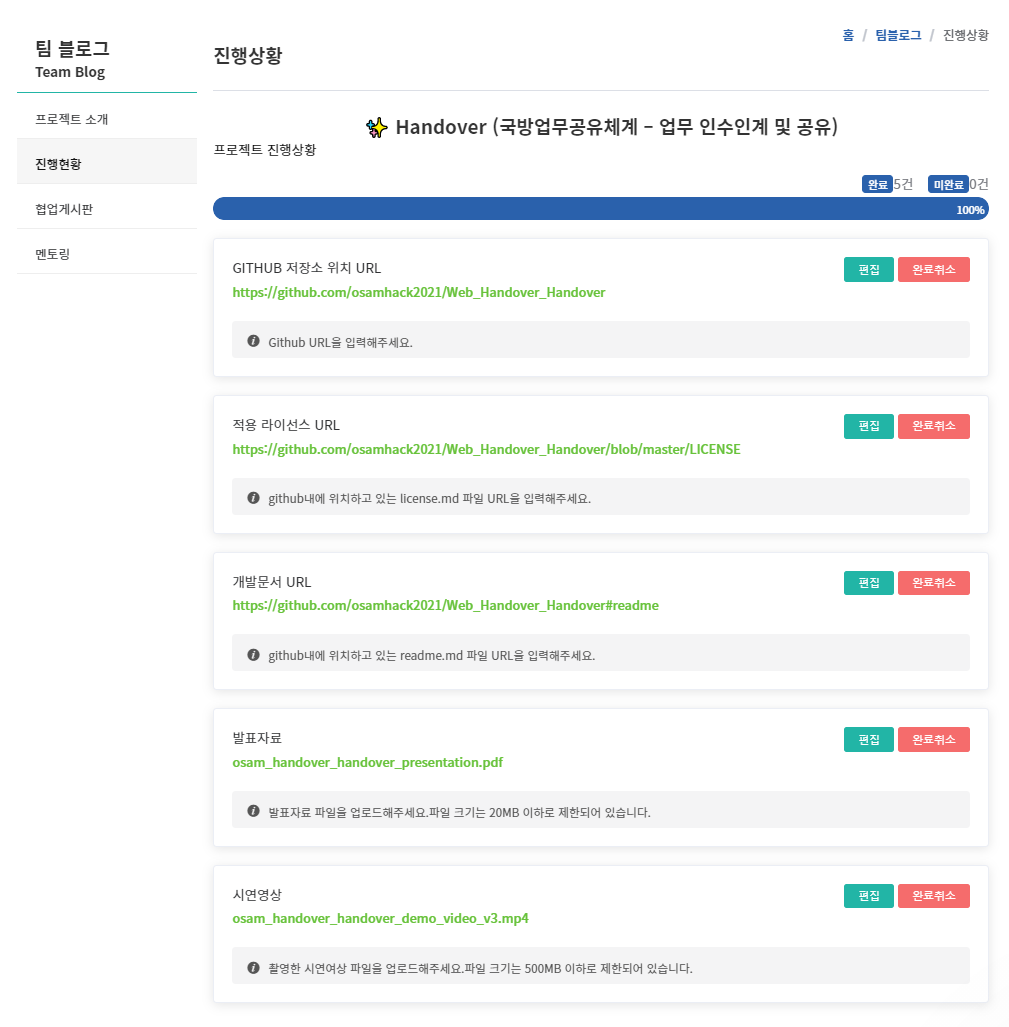 팀 블로그
Team Blog
프로젝트 소개
진행현황
협업게시판
멘토링
홈 / 팀블로그 / 진행상황
진행상황
✨ Handover (국방업무공유체계 – 업무 인수인계 및 공유)
프로젝트 진행상황
완료 5건 미완료 0건
100%
GITHUB 저장소 위치 URL
편집 완료취소
https://github.com/osamhack2021/Web_Handover_Handover
Github URL을 입력해주세요.
적용 라이선스 URL
편집 완료취소
https://github.com/osamhack2021/Web_Handover_Handover/blob/master/LICENSE
github내에 위치하고 있는 license.md 파일 URL을 입력해주세요.
개발문서 URL
편집 완료취소
https://github.com/osamhack2021/Web_Handover_Handover#readme
github내에 위치하고 있는 readme.md 파일 URL을 입력해주세요.
발표자료
편집 완료취소
osam_handover_handover_presentation.pdf
발표자료 파일을 업로드해주세요.파일 크기는 20MB 이하로 제한되어 있습니다.
시연영상
편집 완료취소
osam_handover_handover_demo_video_v3.mp4
촬영한 시연여상 파일을 업로드해주세요.파일 크기는 500MB 이하로 제한되어 있습니다.